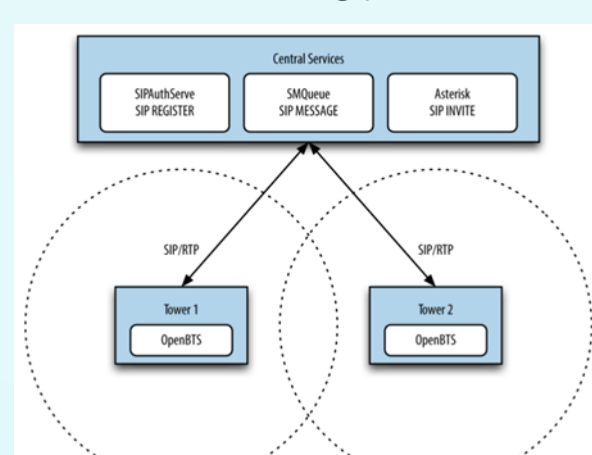 Central Services
SIPAuthServe
SIP REGISTER
SMQueue
SIP MESSAGE
Asterisk
SIP INVITE
SIP/RTP
SIP/RTP
Tower 1
OpenBTS
Tower 2
OpenBTS